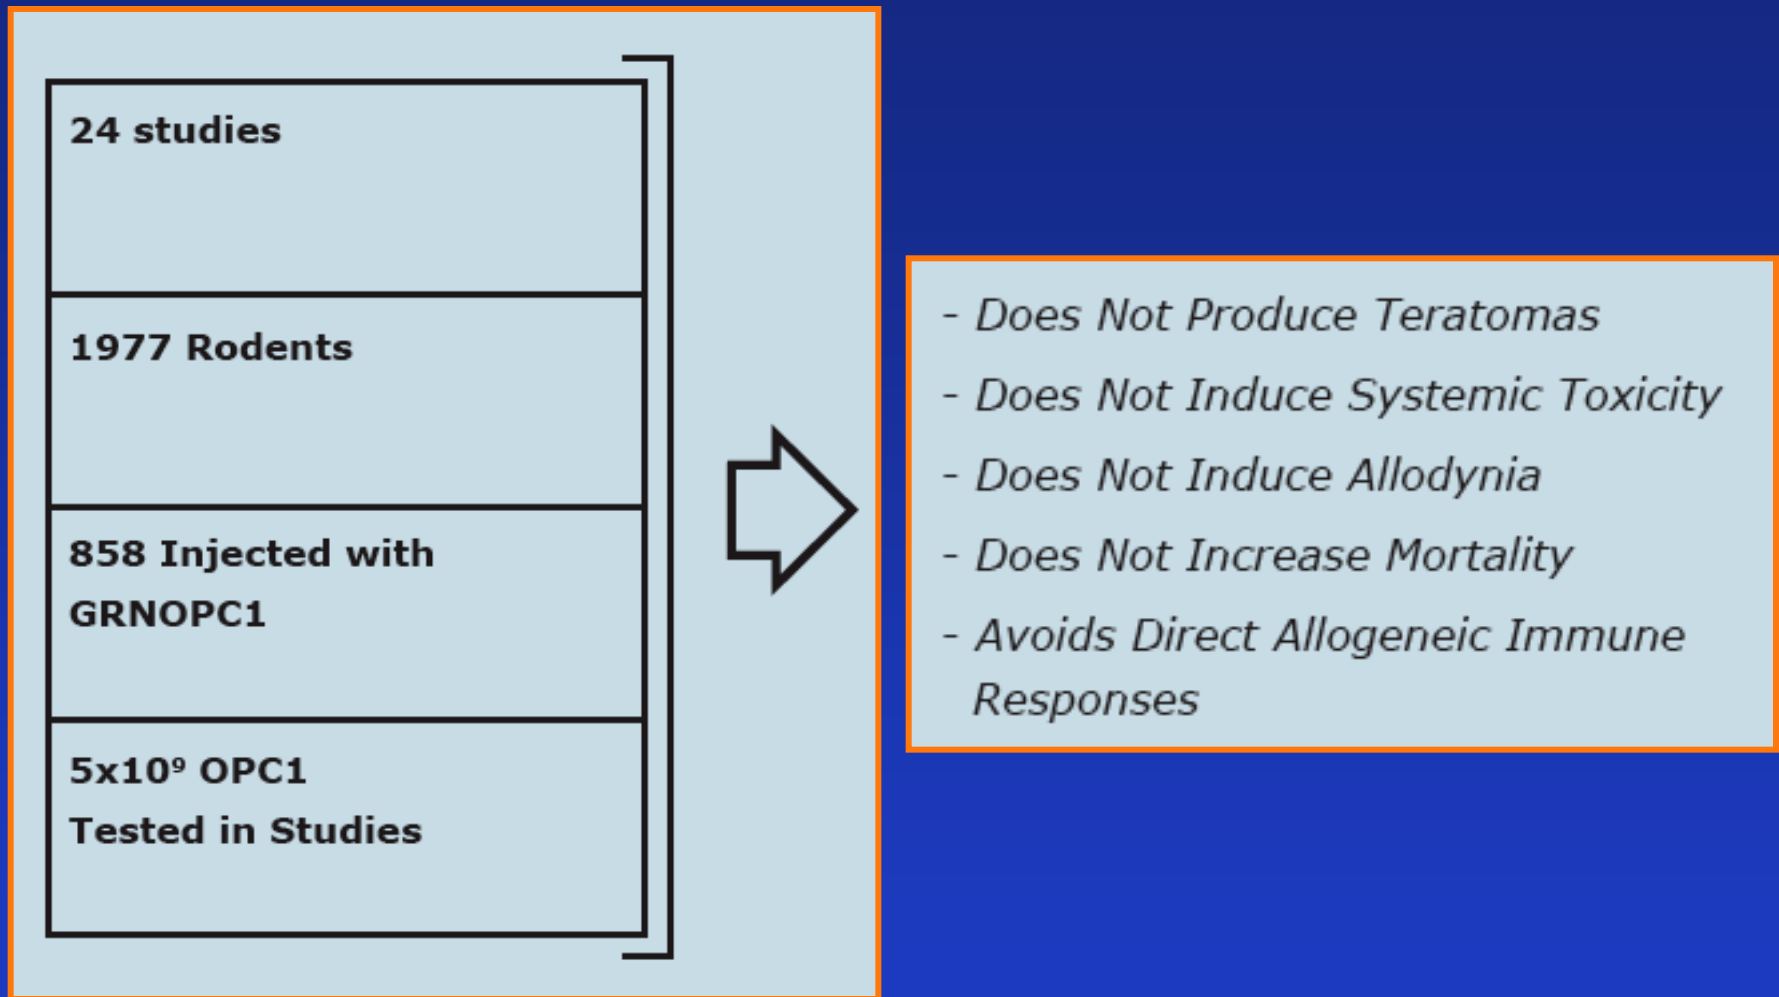 24 studies
1977 Rodents
858 Injected with
GRNOPC1
5x10⁹ OPC1
Tested in Studies
- Does Not Produce Teratomas
- Does Not Induce Systemic Toxicity
- Does Not Induce Allodynia
- Does Not Increase Mortality
- Avoids Direct Allogeneic Immune
Responses